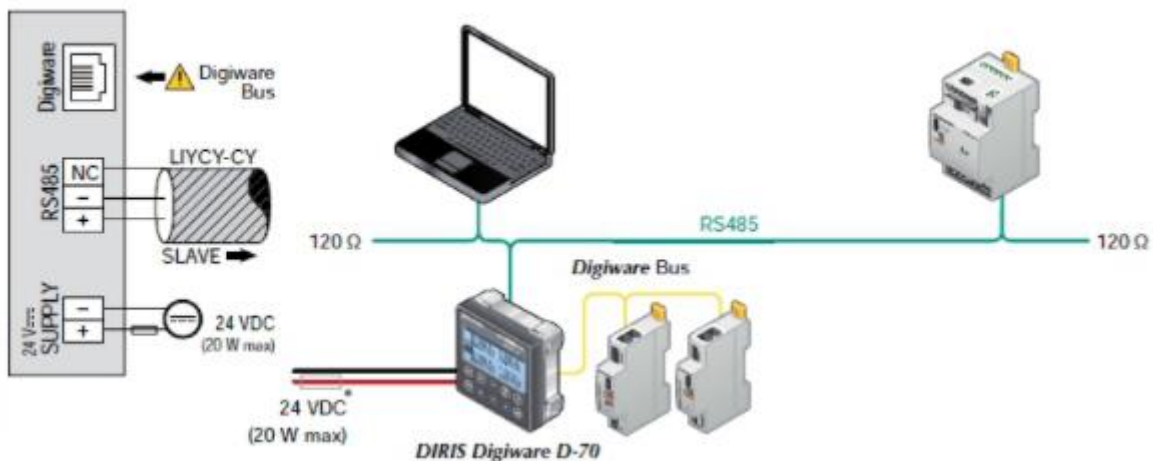 Digiware
Digiware
Bus
RS485
NC
−
+
LIYCY-CY
SLAVE
24 V⎓
SUPPLY
−
+
24 VDC
(20 W max)
120 Ω
RS485
120 Ω
Digiware Bus
24 VDC *
(20 W max)
DIRIS Digiware D-70